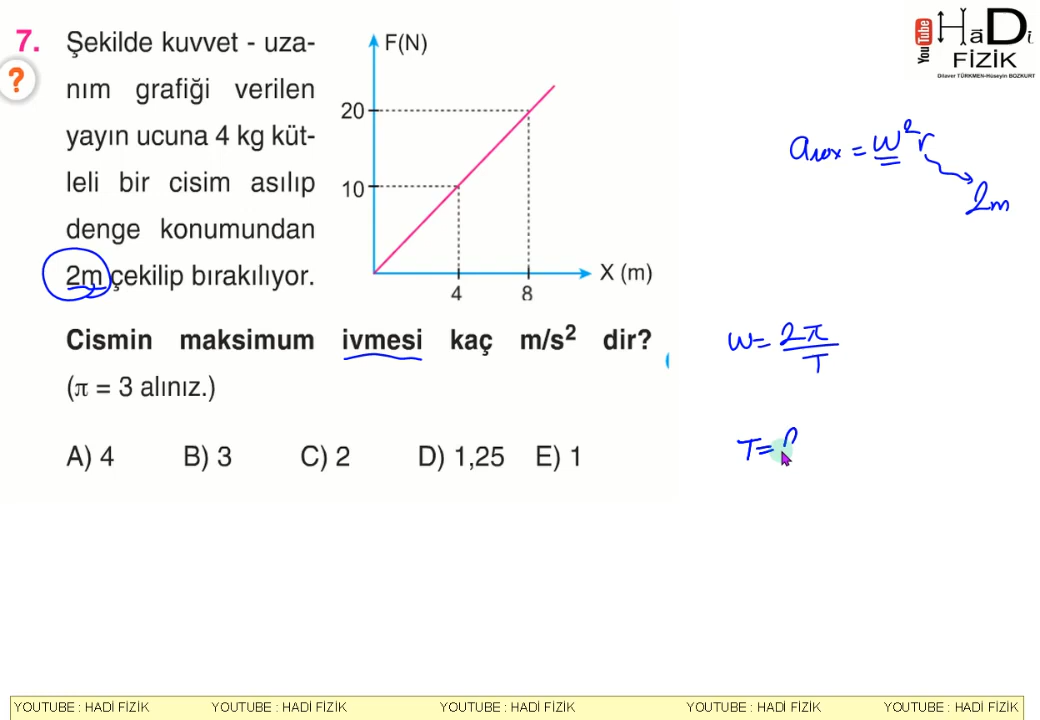 7. Şekilde kuvvet - uza-
? nım grafiği verilen
yayın ucuna 4 kg küt-
leli bir cisim asılıp
denge konumundan
2m çekilip bırakılıyor.
F(N)
20
10
4
8
X (m)
Cismin maksimum ivmesi kaç m/s² dir?
(π = 3 alınız.)
A) 4 B) 3 C) 2 D) 1,25 E) 1
YouTube HāDi
FİZİK
Dilaver TÜRKMEN-Hüseyin BOZKURT
= w²r
2m
w = 2π
T
T = 
YOUTUBE : HADİ FİZİK YOUTUBE : HADİ FİZİK YOUTUBE : HADİ FİZİK YOUTUBE : HADİ FİZİK YOUTUBE : HADİ FİZİK